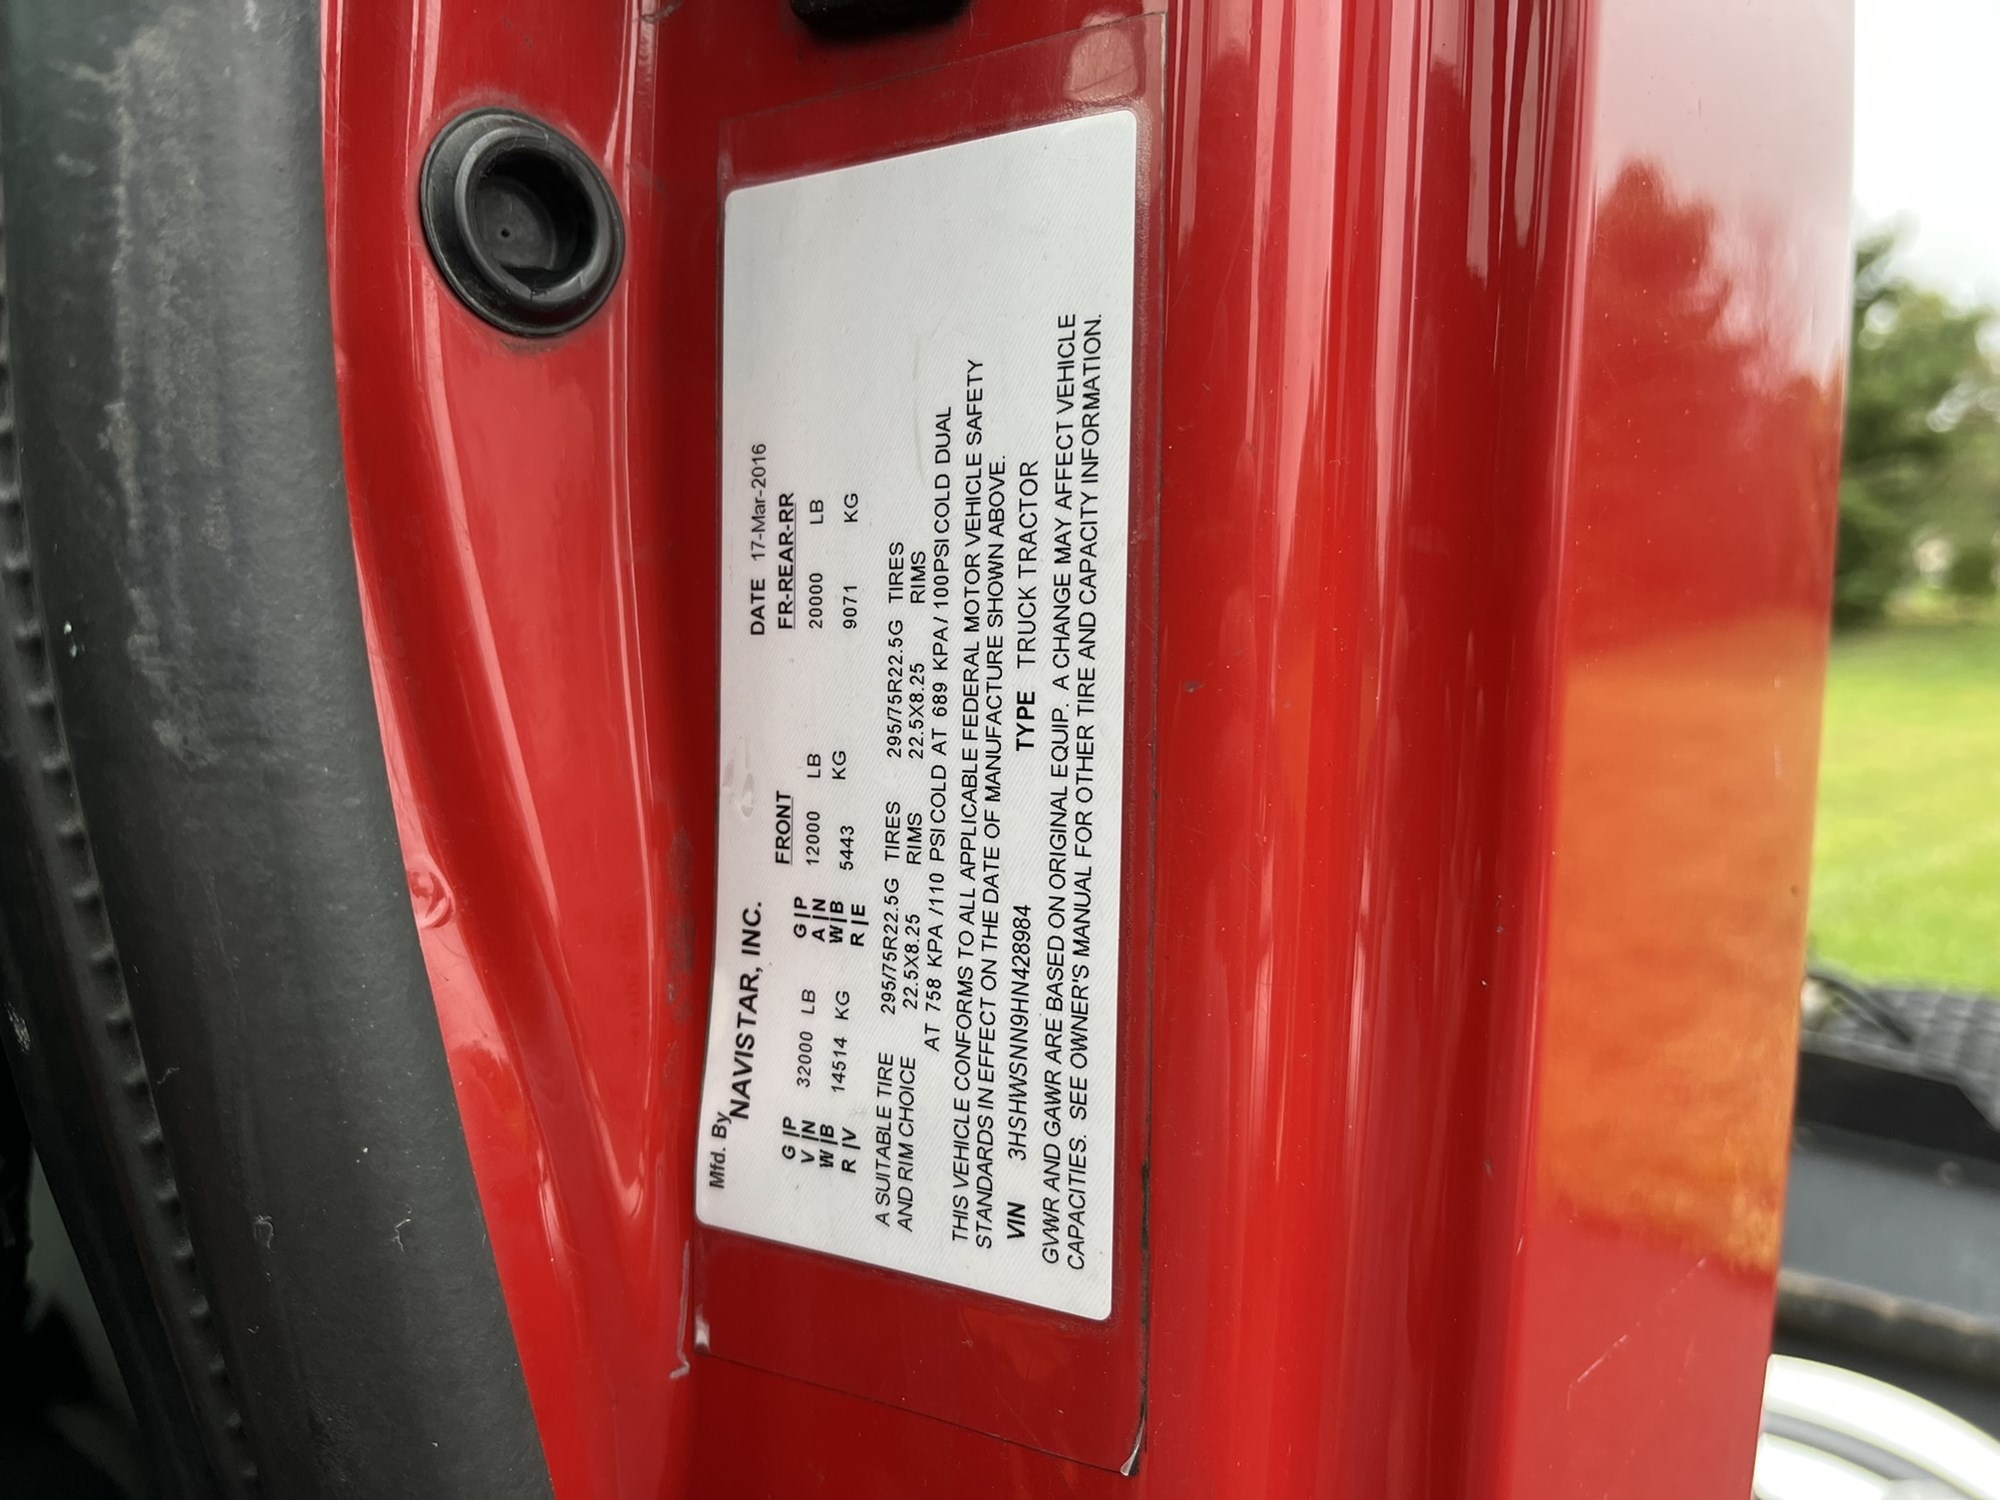 Mfd. By
NAVISTAR, INC.
DATE 17-Mar-2016
FRONT FR-REAR-RR
G|P 32000 LB G|P 12000 LB 20000 LB
V|N A|N
W|B 14514 KG W|B 5443 KG 9071 KG
R|V R|E
A SUITABLE TIRE 295/75R22.5G TIRES 295/75R22.5G TIRES
AND RIM CHOICE 22.5X8.25 RIMS 22.5X8.25 RIMS
AT 758 KPA /110 PSI COLD AT 689 KPA/ 100PSI COLD DUAL
THIS VEHICLE CONFORMS TO ALL APPLICABLE FEDERAL MOTOR VEHICLE SAFETY
STANDARDS IN EFFECT ON THE DATE OF MANUFACTURE SHOWN ABOVE.
VIN 3HSHWSNN9HN428984 TYPE TRUCK TRACTOR
GVWR AND GAWR ARE BASED ON ORIGINAL EQUIP. A CHANGE MAY AFFECT VEHICLE
CAPACITIES. SEE OWNER'S MANUAL FOR OTHER TIRE AND CAPACITY INFORMATION.